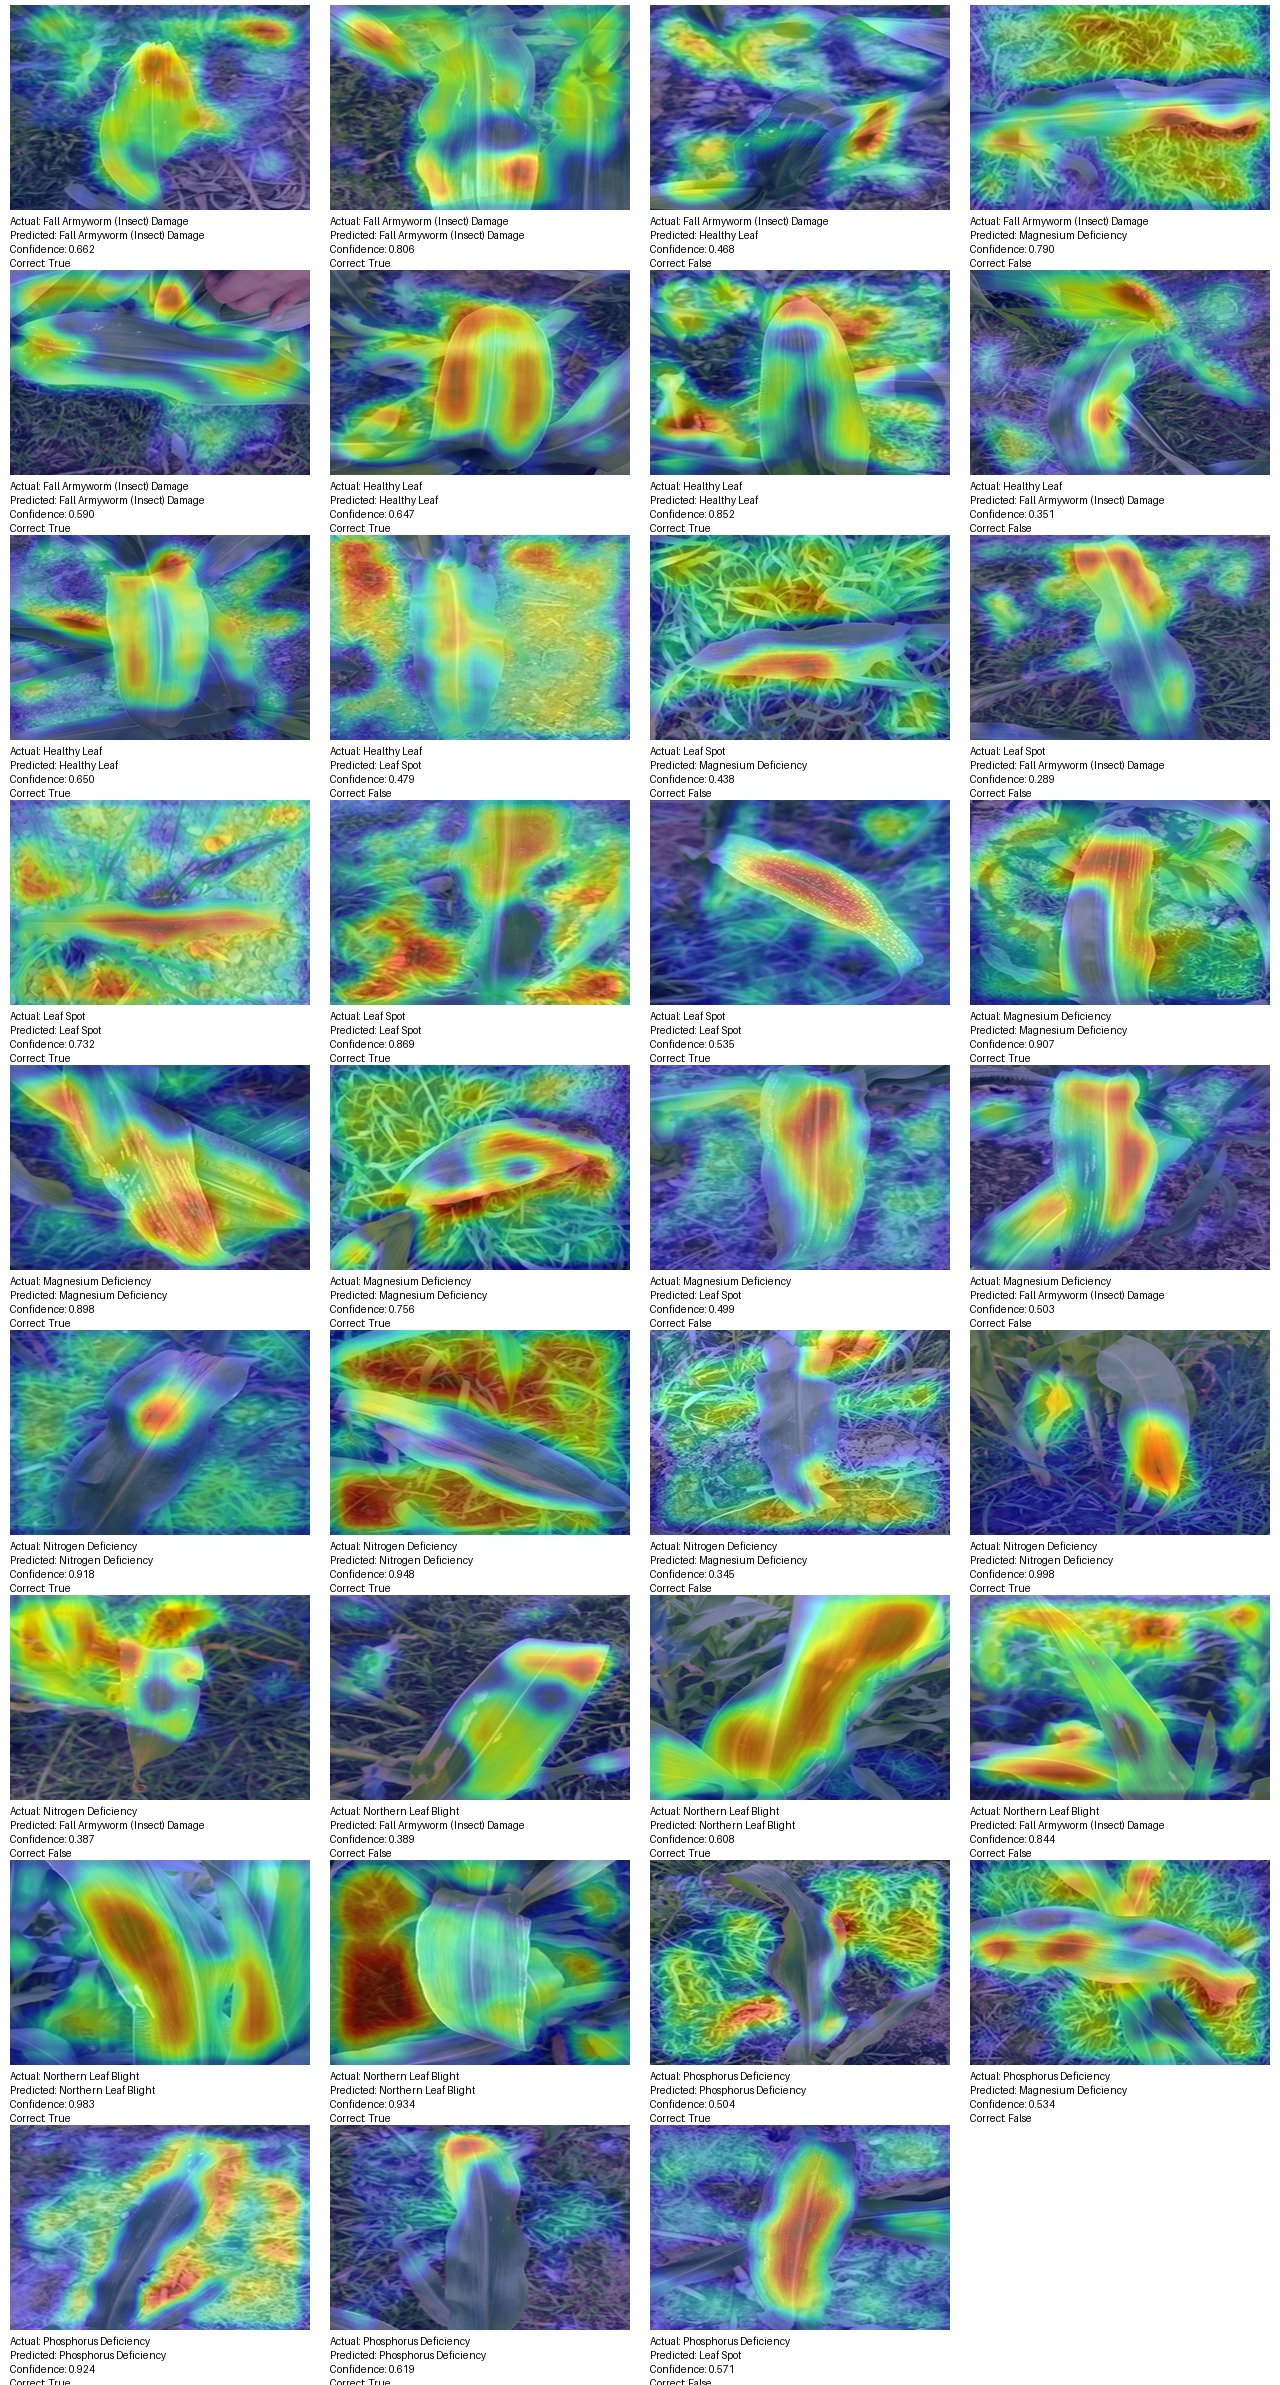 Actual: Fall Armyworm (Insect) Damage
Predicted: Fall Armyworm (Insect) Damage
Confidence: 0.662
Correct: True
Actual: Fall Armyworm (Insect) Damage
Predicted: Fall Armyworm (Insect) Damage
Confidence: 0.806
Correct: True
Actual: Fall Armyworm (Insect) Damage
Predicted: Healthy Leaf
Confidence: 0.468
Correct: False
Actual: Fall Armyworm (Insect) Damage
Predicted: Magnesium Deficiency
Confidence: 0.790
Correct: False
Actual: Fall Armyworm (Insect) Damage
Predicted: Fall Armyworm (Insect) Damage
Confidence: 0.590
Correct: True
Actual: Healthy Leaf
Predicted: Healthy Leaf
Confidence: 0.647
Correct: True
Actual: Healthy Leaf
Predicted: Healthy Leaf
Confidence: 0.852
Correct: True
Actual: Healthy Leaf
Predicted: Fall Armyworm (Insect) Damage
Confidence: 0.351
Correct: False
Actual: Healthy Leaf
Predicted: Healthy Leaf
Confidence: 0.650
Correct: True
Actual: Healthy Leaf
Predicted: Leaf Spot
Confidence: 0.479
Correct: False
Actual: Leaf Spot
Predicted: Magnesium Deficiency
Confidence: 0.438
Correct: False
Actual: Leaf Spot
Predicted: Fall Armyworm (Insect) Damage
Confidence: 0.289
Correct: False
Actual: Leaf Spot
Predicted: Leaf Spot
Confidence: 0.732
Correct: True
Actual: Leaf Spot
Predicted: Leaf Spot
Confidence: 0.869
Correct: True
Actual: Leaf Spot
Predicted: Leaf Spot
Confidence: 0.535
Correct: True
Actual: Magnesium Deficiency
Predicted: Magnesium Deficiency
Confidence: 0.907
Correct: True
Actual: Magnesium Deficiency
Predicted: Magnesium Deficiency
Confidence: 0.898
Correct: True
Actual: Magnesium Deficiency
Predicted: Magnesium Deficiency
Confidence: 0.756
Correct: True
Actual: Magnesium Deficiency
Predicted: Leaf Spot
Confidence: 0.499
Correct: False
Actual: Magnesium Deficiency
Predicted: Fall Armyworm (Insect) Damage
Confidence: 0.503
Correct: False
Actual: Nitrogen Deficiency
Predicted: Nitrogen Deficiency
Confidence: 0.918
Correct: True
Actual: Nitrogen Deficiency
Predicted: Nitrogen Deficiency
Confidence: 0.948
Correct: True
Actual: Nitrogen Deficiency
Predicted: Magnesium Deficiency
Confidence: 0.345
Correct: False
Actual: Nitrogen Deficiency
Predicted: Nitrogen Deficiency
Confidence: 0.998
Correct: True
Actual: Nitrogen Deficiency
Predicted: Fall Armyworm (Insect) Damage
Confidence: 0.387
Correct: False
Actual: Northern Leaf Blight
Predicted: Fall Armyworm (Insect) Damage
Confidence: 0.389
Correct: False
Actual: Northern Leaf Blight
Predicted: Northern Leaf Blight
Confidence: 0.608
Correct: True
Actual: Northern Leaf Blight
Predicted: Fall Armyworm (Insect) Damage
Confidence: 0.844
Correct: False
Actual: Northern Leaf Blight
Predicted: Northern Leaf Blight
Confidence: 0.983
Correct: True
Actual: Northern Leaf Blight
Predicted: Northern Leaf Blight
Confidence: 0.934
Correct: True
Actual: Phosphorus Deficiency
Predicted: Phosphorus Deficiency
Confidence: 0.504
Correct: True
Actual: Phosphorus Deficiency
Predicted: Magnesium Deficiency
Confidence: 0.534
Correct: False
Actual: Phosphorus Deficiency
Predicted: Phosphorus Deficiency
Confidence: 0.924
Correct: True
Actual: Phosphorus Deficiency
Predicted: Phosphorus Deficiency
Confidence: 0.619
Correct: True
Actual: Phosphorus Deficiency
Predicted: Leaf Spot
Confidence: 0.571
Correct: False